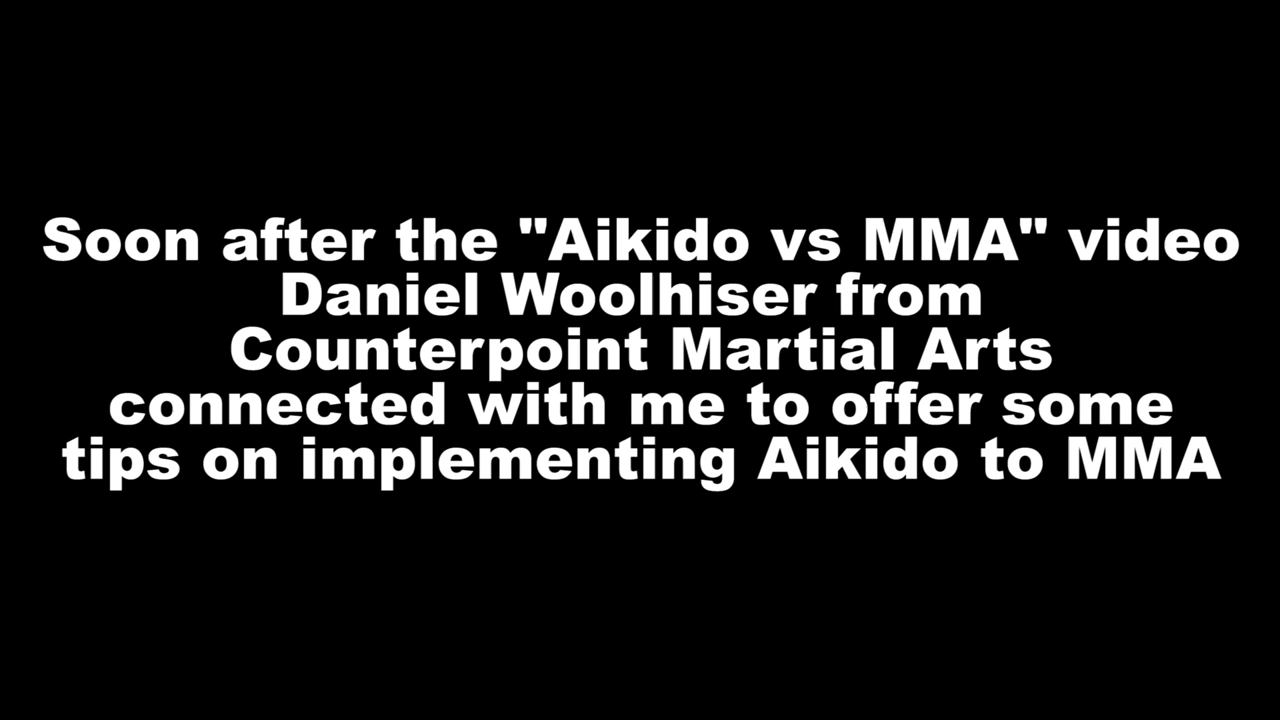 Soon after the "Aikido vs MMA" video
Daniel Woolhiser from
Counterpoint Martial Arts
connected with me to offer some
tips on implementing Aikido to MMA